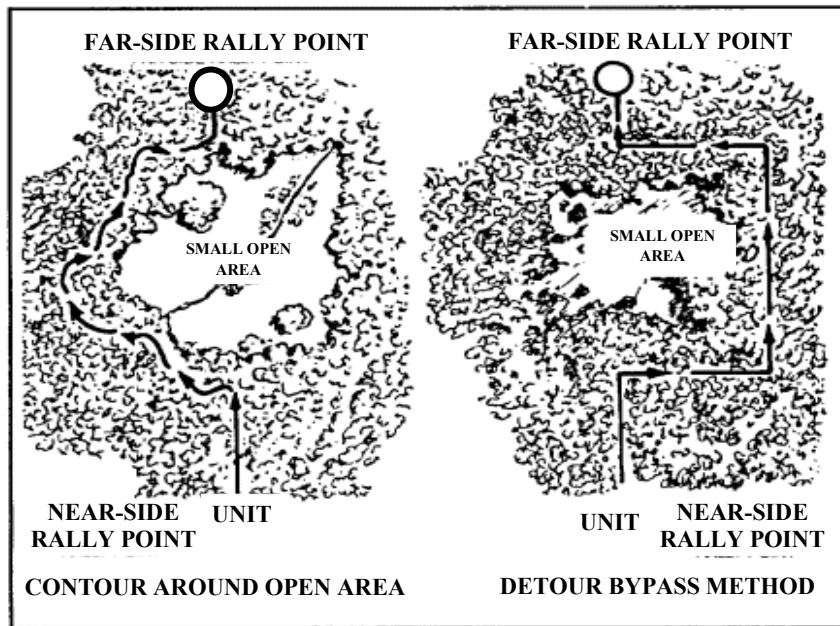 FAR-SIDE RALLY POINT
SMALL OPEN
AREA
NEAR-SIDE
RALLY POINT
UNIT
CONTOUR AROUND OPEN AREA
FAR-SIDE RALLY POINT
SMALL OPEN
AREA
UNIT
NEAR-SIDE
RALLY POINT
DETOUR BYPASS METHOD